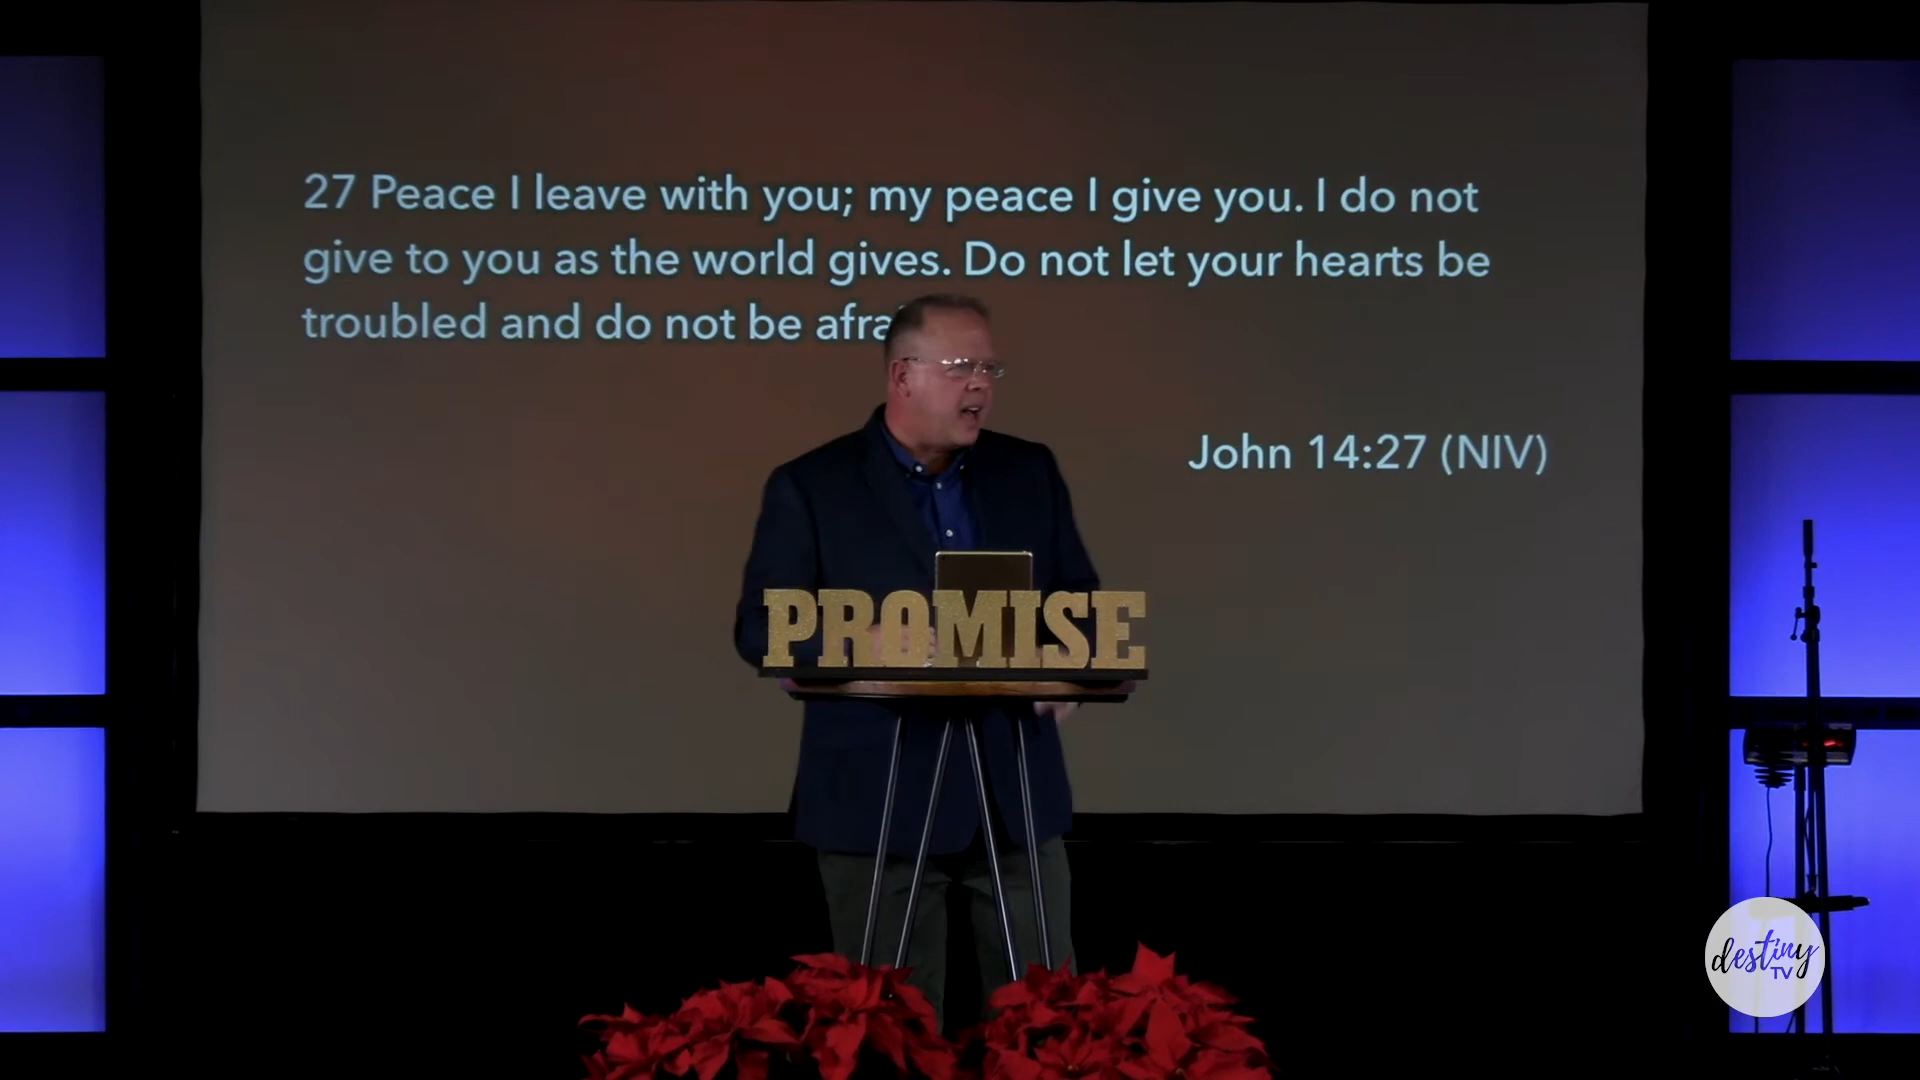 27 Peace I leave with you; my peace I give you. I do not
give to you as the world gives. Do not let your hearts be
troubled and do not be afra
John 14:27 (NIV)
PROMISE
destiny
TV